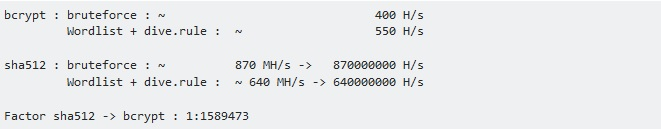 bcrypt : bruteforce : ~ 400 H/s
Wordlist + dive.rule : ~ 550 H/s
sha512 : bruteforce : ~ 870 MH/s -> 870000000 H/s
Wordlist + dive.rule : ~ 640 MH/s -> 640000000 H/s
Factor sha512 -> bcrypt : 1:1589473